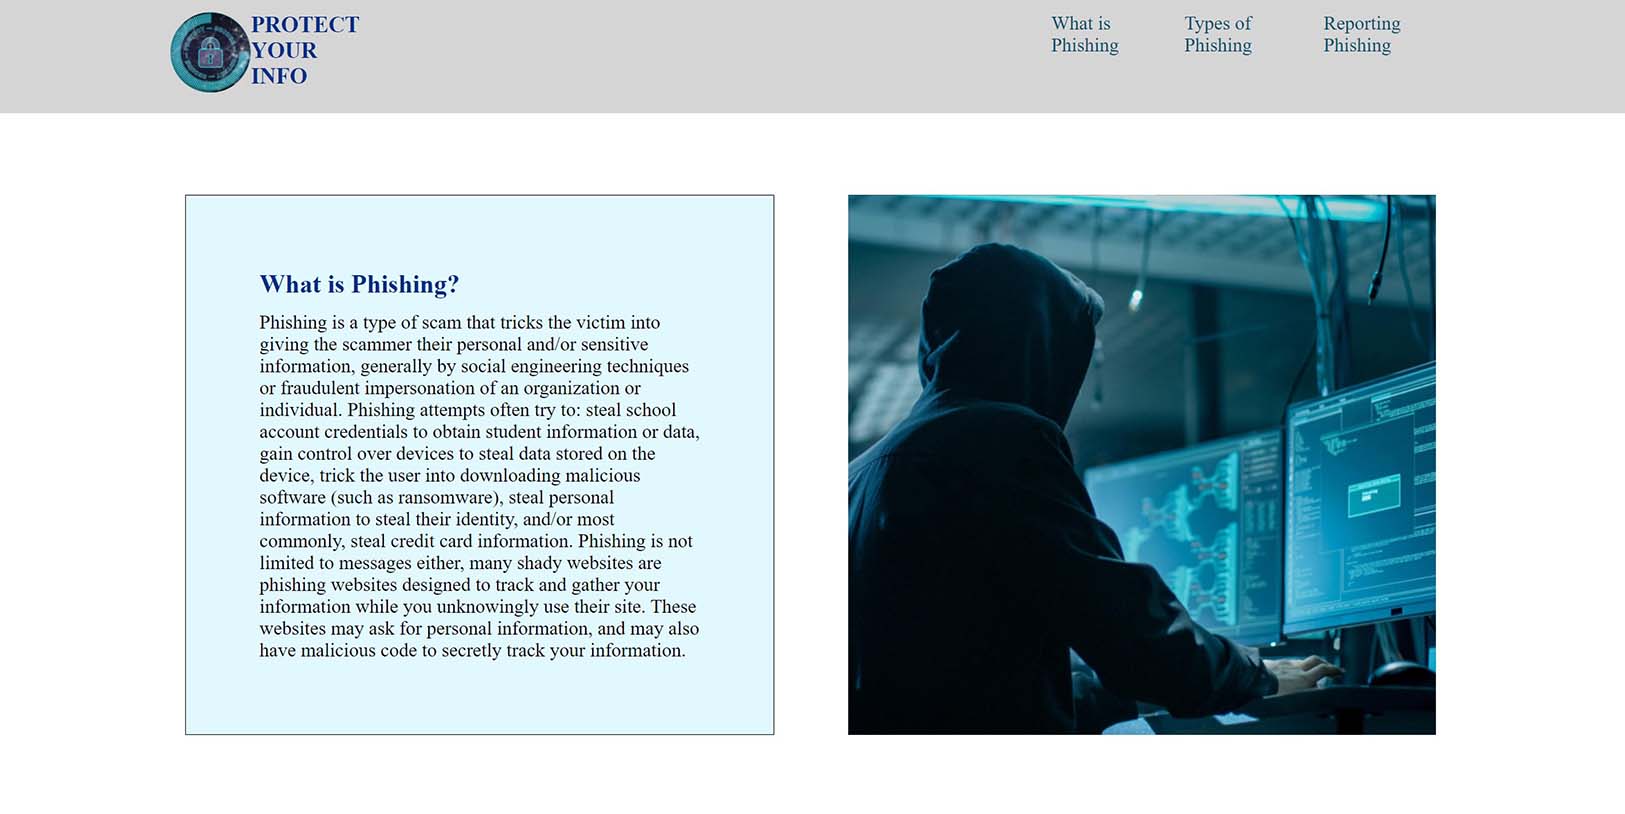 PROTECT
YOUR
INFO
What is
Phishing
Types of
Phishing
Reporting
Phishing
What is Phishing?
Phishing is a type of scam that tricks the victim into
giving the scammer their personal and/or sensitive
information, generally by social engineering techniques
or fraudulent impersonation of an organization or
individual. Phishing attempts often try to: steal school
account credentials to obtain student information or data,
gain control over devices to steal data stored on the
device, trick the user into downloading malicious
software (such as ransomware), steal personal
information to steal their identity, and/or most
commonly, steal credit card information. Phishing is not
limited to messages either, many shady websites are
phishing websites designed to track and gather your
information while you unknowingly use their site. These
websites may ask for personal information, and may also
have malicious code to secretly track your information.